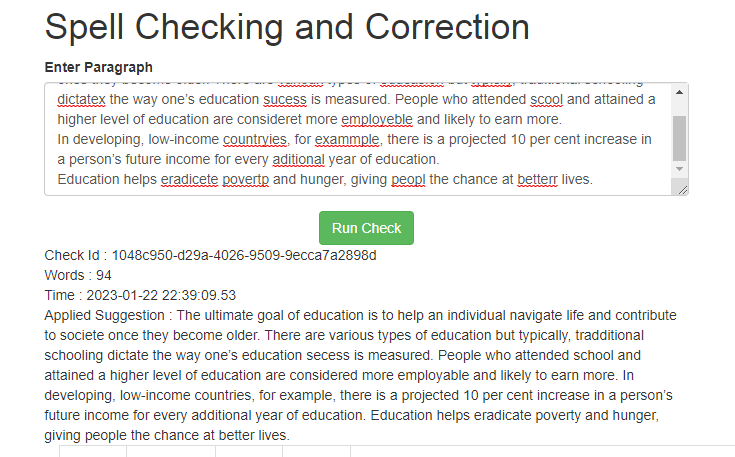 Spell Checking and Correction
Enter Paragraph
dictatex the way one's education sucess is measured. People who attended scool and attained a
higher level of education are consideret more employeble and likely to earn more.
In developing, low-income countryies, for exammple, there is a projected 10 per cent increase in
a person's future income for every aditional year of education.
Education helps eradicete povertp and hunger, giving peopl the chance at betterr lives.
Run Check
Check Id : 1048c950-d29a-4026-9509-9ecca7a2898d
Words : 94
Time : 2023-01-22 22:39:09.53
Applied Suggestion : The ultimate goal of education is to help an individual navigate life and contribute
to societe once they become older. There are various types of education but typically, tradditional
schooling dictate the way one's education secess is measured. People who attended school and
attained a higher level of education are considered more employable and likely to earn more. In
developing, low-income countries, for example, there is a projected 10 per cent increase in a person's
future income for every additional year of education. Education helps eradicate poverty and hunger,
giving people the chance at better lives.